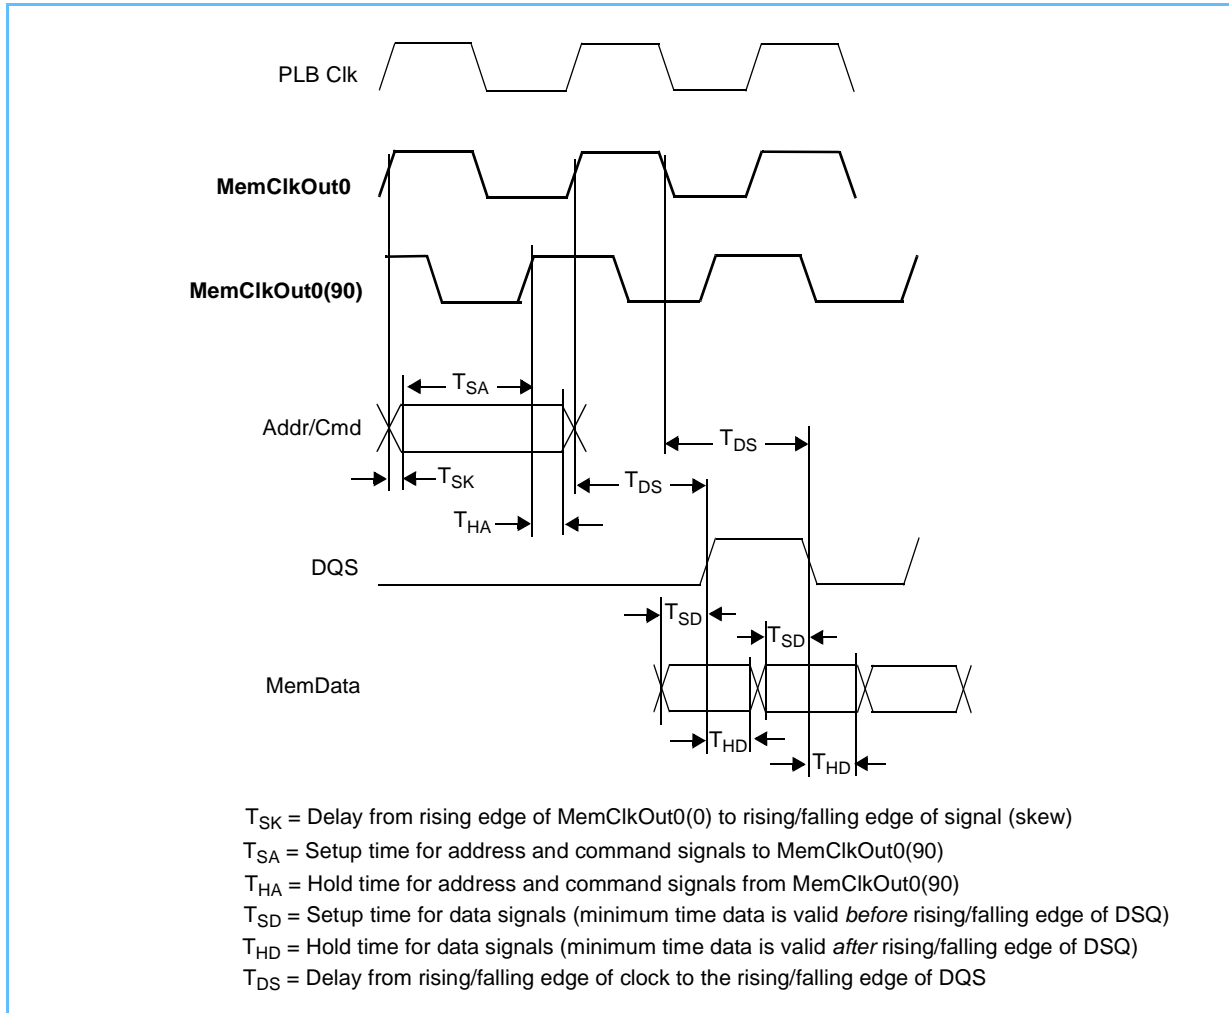 PLB Clk
MemClkOut0
MemClkOut0(90)
TSA
Addr/Cmd
TDS
TSK
TDS
THA
DQS
TSD
TSD
MemData
THD
THD
TSK = Delay from rising edge of MemClkOut0(0) to rising/falling edge of signal (skew)
TSA = Setup time for address and command signals to MemClkOut0(90)
THA = Hold time for address and command signals from MemClkOut0(90)
TSD = Setup time for data signals (minimum time data is valid before rising/falling edge of DSQ)
THD = Hold time for data signals (minimum time data is valid after rising/falling edge of DSQ)
TDS = Delay from rising/falling edge of clock to the rising/falling edge of DQS